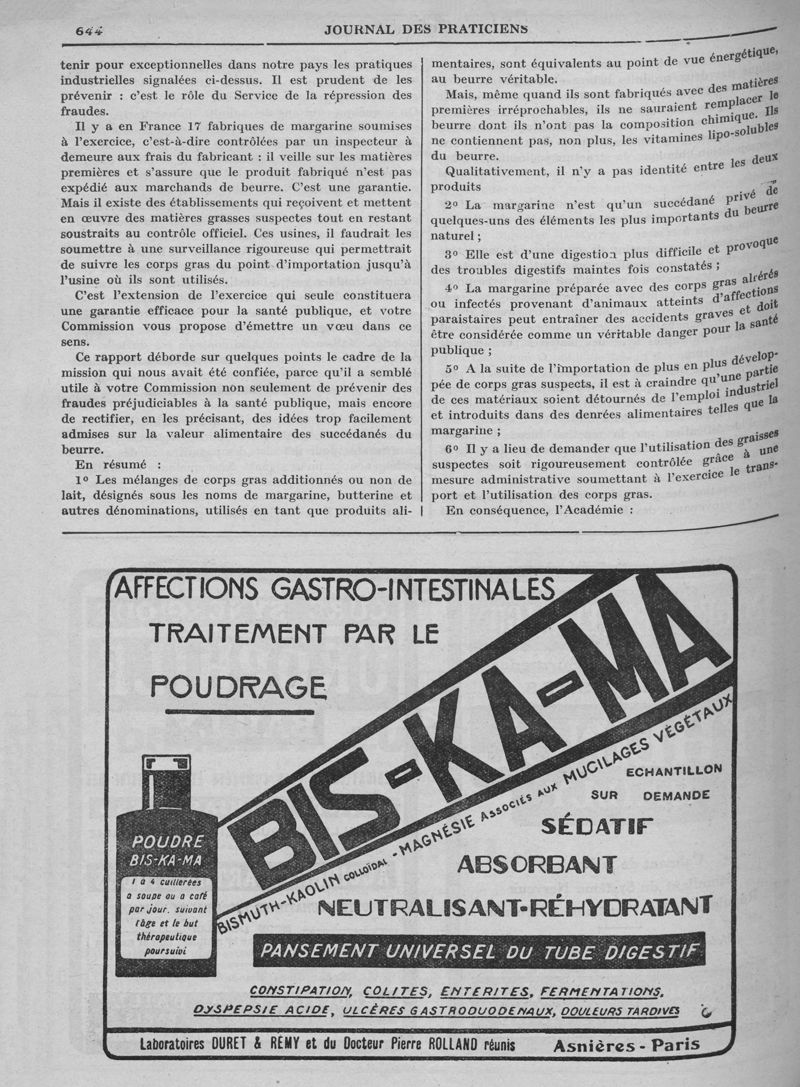 644
JOURNAL DES PRATICIENS
tenir pour exceptionnelles dans notre pays les pratiques
industrielles signalées ci-dessus. Il est prudent de les
prévenir : c'est le rôle du Service de la répression des
fraudes.
Il y a en France 17 fabriques de margarine soumises
à l'exercice, c'est-à-dire contrôlées par un inspecteur à
demeure aux frais du fabricant : il veille sur les matières
premières et s'assure que le produit fabriqué n'est pas
expédié aux marchands de beurre. C'est une garantie.
Mais il existe des établissements qui reçoivent et mettent
en œuvre des matières grasses suspectes tout en restant
soustraits au contrôle officiel. Ces usines, il faudrait les
soumettre à une surveillance rigoureuse qui permettrait
de suivre les corps gras du point d'importation jusqu'à
l'usine où ils sont utilisés.
C'est l'extension de l'exercice qui seule constituera
une garantie efficace pour la santé publique, et votre
Commission vous propose d'émettre un vœu dans ce
sens.
Ce rapport déborde sur quelques points le cadre de la
mission qui nous avait été confiée, parce qu'il a semblé
utile à votre Commission non seulement de prévenir des
fraudes préjudiciables à la santé publique, mais encore
de rectifier, en les précisant, des idées trop facilement
admises sur la valeur alimentaire des succédanés du
beurre.
En résumé :
1º Les mélanges de corps gras additionnés ou non de
lait, désignés sous les noms de margarine, butterine et
autres dénominations, utilisés en tant que produits ali-
mentaires, sont équivalents au point de vue énergétique,
au beurre véritable.
Mais, même quand ils sont fabriqués avec des matières
premières irréprochables, ils ne sauraient remplacer le
beurre dont ils n'ont pas la composition chimique. Ils
ne contiennent pas, non plus, les vitamines lipo-solubles
du beurre.
Qualitativement, il n'y a pas identité entre les deux
produits
2º La margarine n'est qu'un succédané privé de
quelques-uns des éléments les plus importants du beurre
naturel ;
3º Elle est d'une digestion plus difficile et provoque
des troubles digestifs maintes fois constatés ;
4º La margarine préparée avec des corps gras altérés
ou infectés provenant d'animaux atteints d'affections
paraistaires peut entraîner des accidents graves et doit
être considérée comme un véritable danger pour la santé
publique ;
5º A la suite de l'importation de plus en plus dévelop-
pée de corps gras suspects, il est à craindre qu'une partie
de ces matériaux soient détournés de l'emploi industriel
et introduits dans des denrées alimentaires telles que la
margarine ;
6º Il y a lieu de demander que l'utilisation des graisses
suspectes soit rigoureusement contrôlée grâce à une
mesure administrative soumettant à l'exercice le trans-
port et l'utilisation des corps gras.
En conséquence, l'Académie :
AFFECTIONS GASTRO-INTESTINALES
TRAITEMENT PAR LE
POUDRAGE
BIS-KA-MA
BISMUTH-KAOLIN COLLOÏDAL-MAGNÉSIE ASSOCIÉS AUX MUCILAGES VÉGÉTAUX
ECHANTILLON
SUR DEMANDE
SÉDATIF
ABSORBANT
NEUTRALISANT-RÉHYDRATANT
POUDRE
BIS-KA-MA
1 à 4 cuillerées
à soupe ou à café
par jour, suivant
l'âge et le but
thérapeutique
poursuivi
PANSEMENT UNIVERSEL DU TUBE DIGESTIF
CONSTIPATION, COLITES, ENTERITES, FERMENTATIONS,
DYSPEPSIE ACIDE, ULCÈRES GASTRODUODENAUX, DOULEURS TARDIVES
Laboratoires DURET & REMY et du Docteur Pierre ROLLAND réunis Asnières-Paris